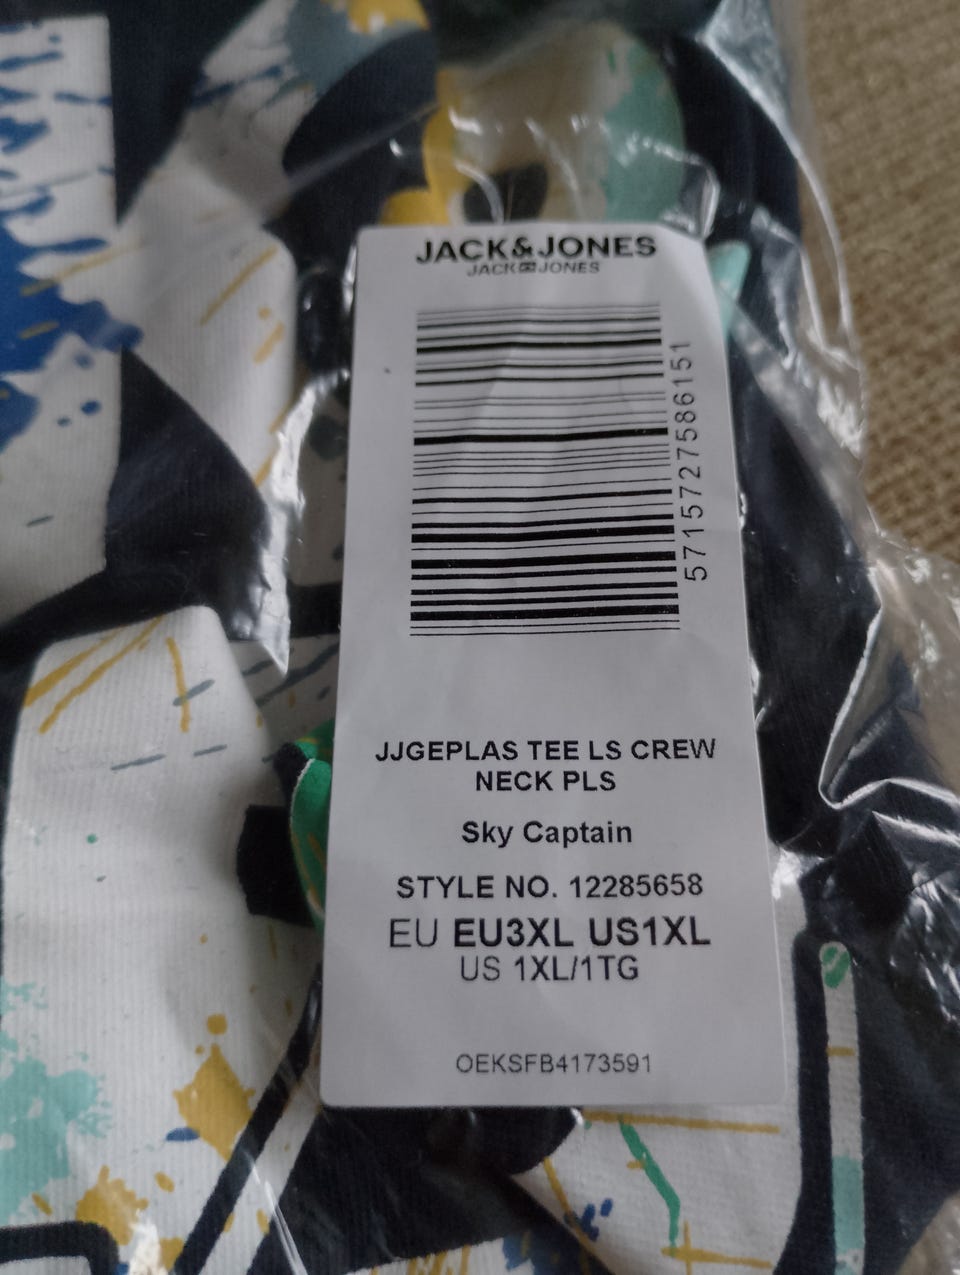 JACK&JONES
JACK & JONES
5715727586151
JJGEPLAS TEE LS CREW
NECK PLS
Sky Captain
STYLE NO. 12285658
EU EU3XL US1XL
US 1XL/1TG
OEKSFB4173591